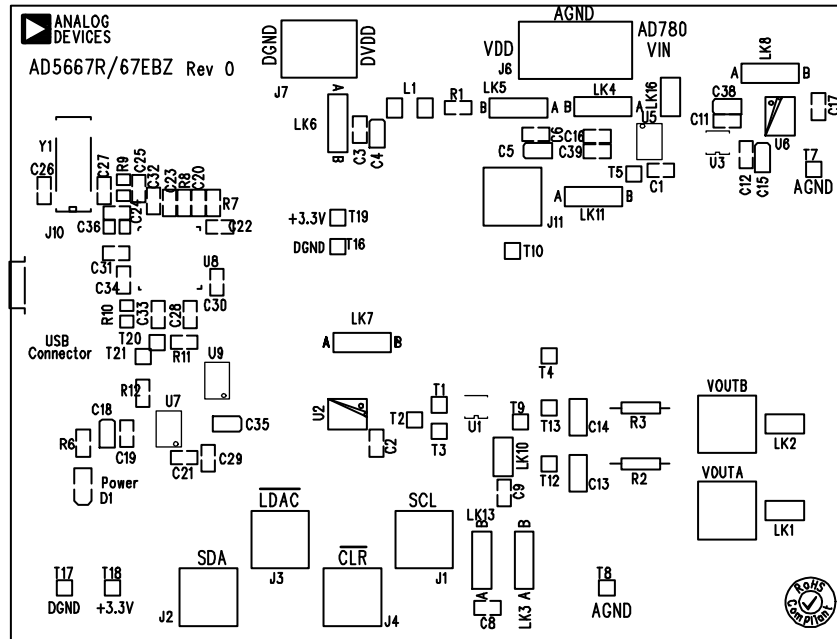 ANALOG
DEVICES
AD5667R/67EBZ Rev 0
DGND
DVDD
J7
A
LK6
B
C3
C4
L1
R1
AGND
VDD
AD780
VIN
J6
LK5
B
A
LK4
B
A
LK16
U5
C6
C5
C16
C39
T5
C1
J11
A
B
LK11
T10
LK8
A
B
C38
C11
U3
U6
C12
C15
C17
T7
AGND
Y1
C26
C27
R9
C25
C32
C23
R8
C20
R7
C24
C36
J10
C22
C31
C34
U8
C30
R10
C33
C28
T20
T21
R11
USB
Connector
U9
R12
U7
C18
C19
R6
C35
C21
C29
Power
D1
+3.3V
T19
DGND
T16
LK7
A
B
U2
C2
T1
T2
T3
U1
T9
LK10
C9
T4
T13
C14
R3
T12
C13
R2
VOUTB
LK2
VOUTA
LK1
LDAC
J3
SCL
J1
SDA
J2
CLR
J4
LK13
B
A
C8
B
LK3
A
T17
DGND
T18
+3.3V
T8
AGND
RoHS
Compliant